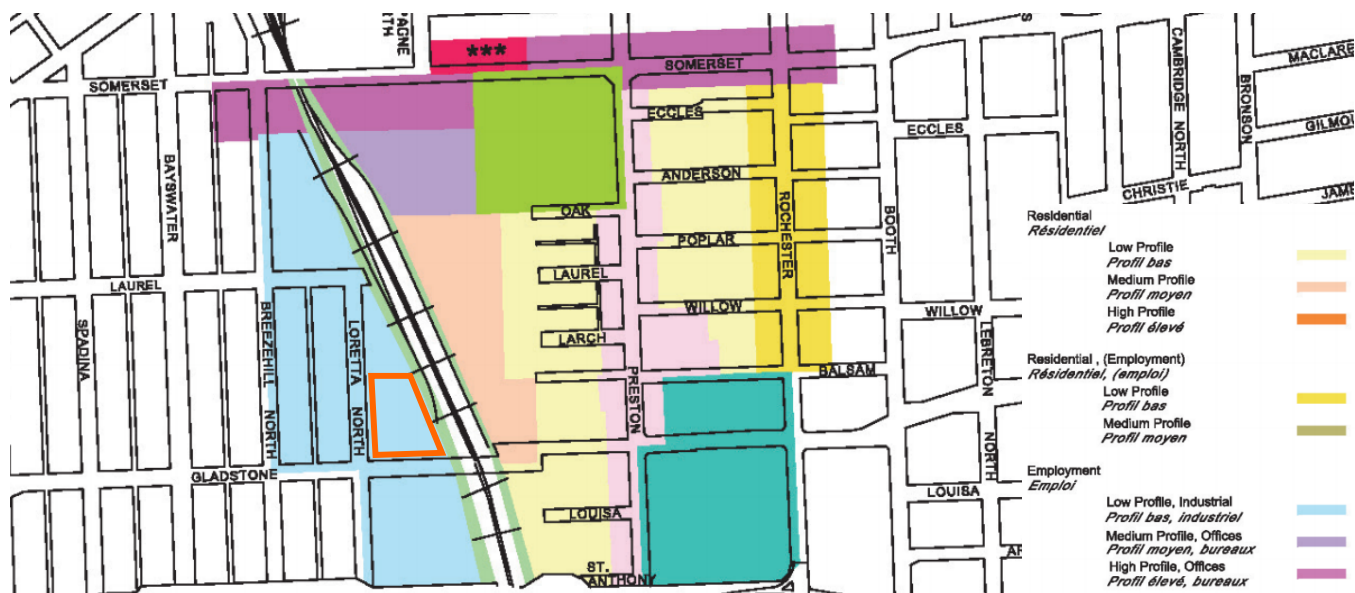 PAGNE
***
SOMERSET
SOMERSET
MACLARE
CAMBRIDGE NORTH
BRONSON
ECCLES
ECCLES
GILMOU
BAYSWATER
ANDERSON
CHRISTIE
JAME
OAK
ROCHESTER
BOOTH
POPLAR
LAUREL
LAUREL
WILLOW
WILLOW
SPADINA
BREEZEHILL NORTH
LORETTA NORTH
LARCH
LEBRETON NORTH
PRESTON
BALSAM
GLADSTONE
LOUISA
LOUISA
ST.
ANTHONY
AR
Residential
Résidentiel
Low Profile
Profil bas
Medium Profile
Profil moyen
High Profile
Profil élevé
Residential , (Employment)
Résidentiel, (emploi)
Low Profile
Profil bas
Medium Profile
Profil moyen
Employment
Emploi
Low Profile, Industrial
Profil bas, industriel
Medium Profile, Offices
Profil moyen, bureaux
High Profile, Offices
Profil élevé, bureaux